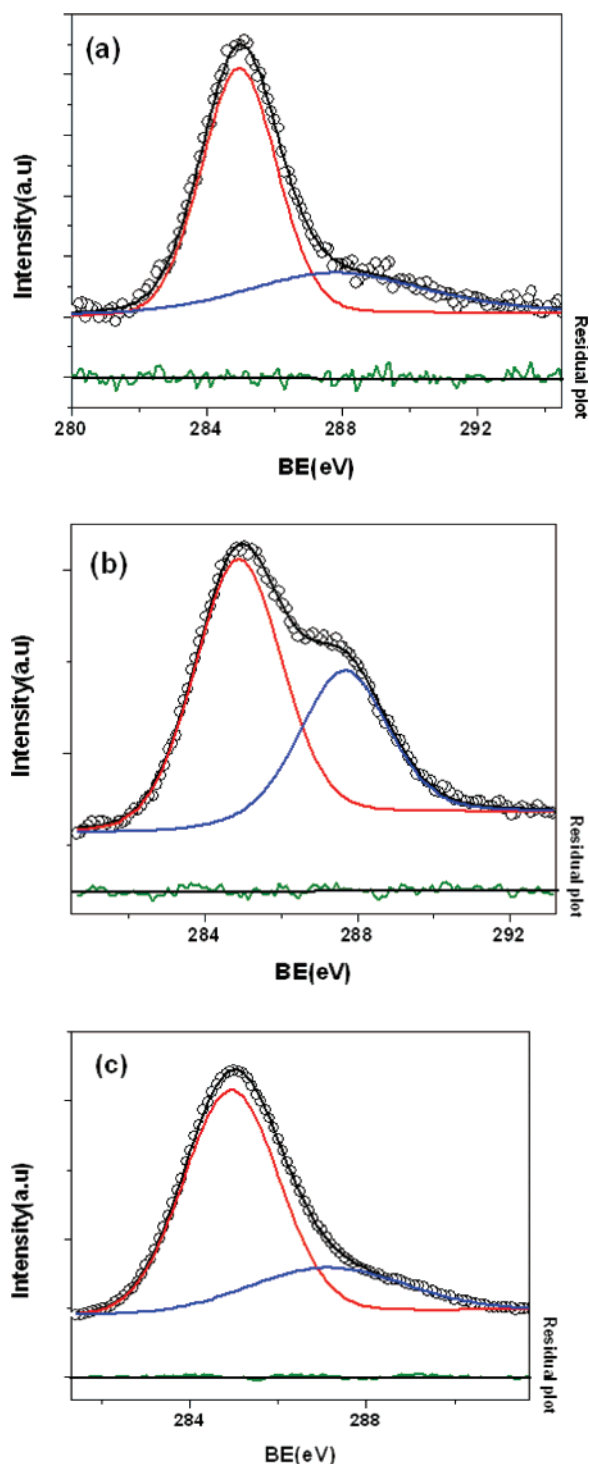 (a)
Intensity(a.u)
Residual plot
280 284 288 292
BE(eV)
(b)
Intensity(a.u)
Residual plot
284 288 292
BE(eV)
(c)
Intensity(a.u)
Residual plot
284 288
BE(eV)